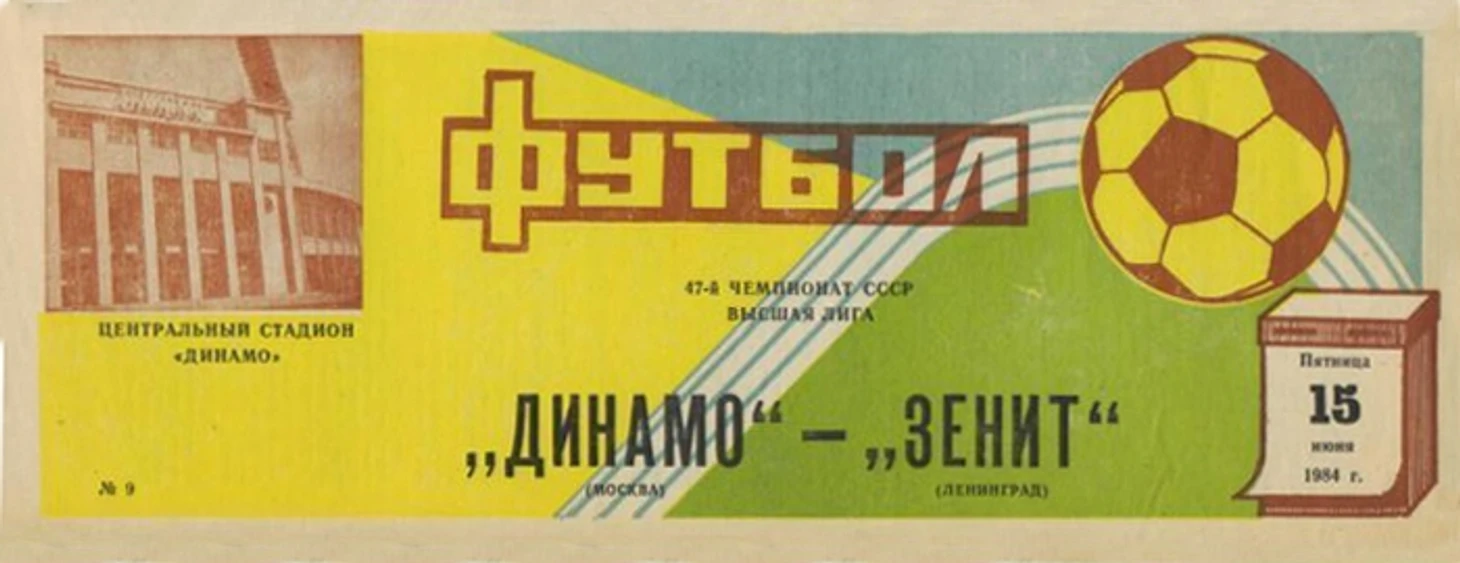 ФУТБОЛ
47-й ЧЕМПИОНАТ СССР
ВЫСШАЯ ЛИГА
ЦЕНТРАЛЬНЫЙ СТАДИОН
«ДИНАМО»
„ДИНАМО“ — „ЗЕНИТ“
(МОСКВА)
(ЛЕНИНГРАД)
№ 9
Пятница
15
июня
1984 г.